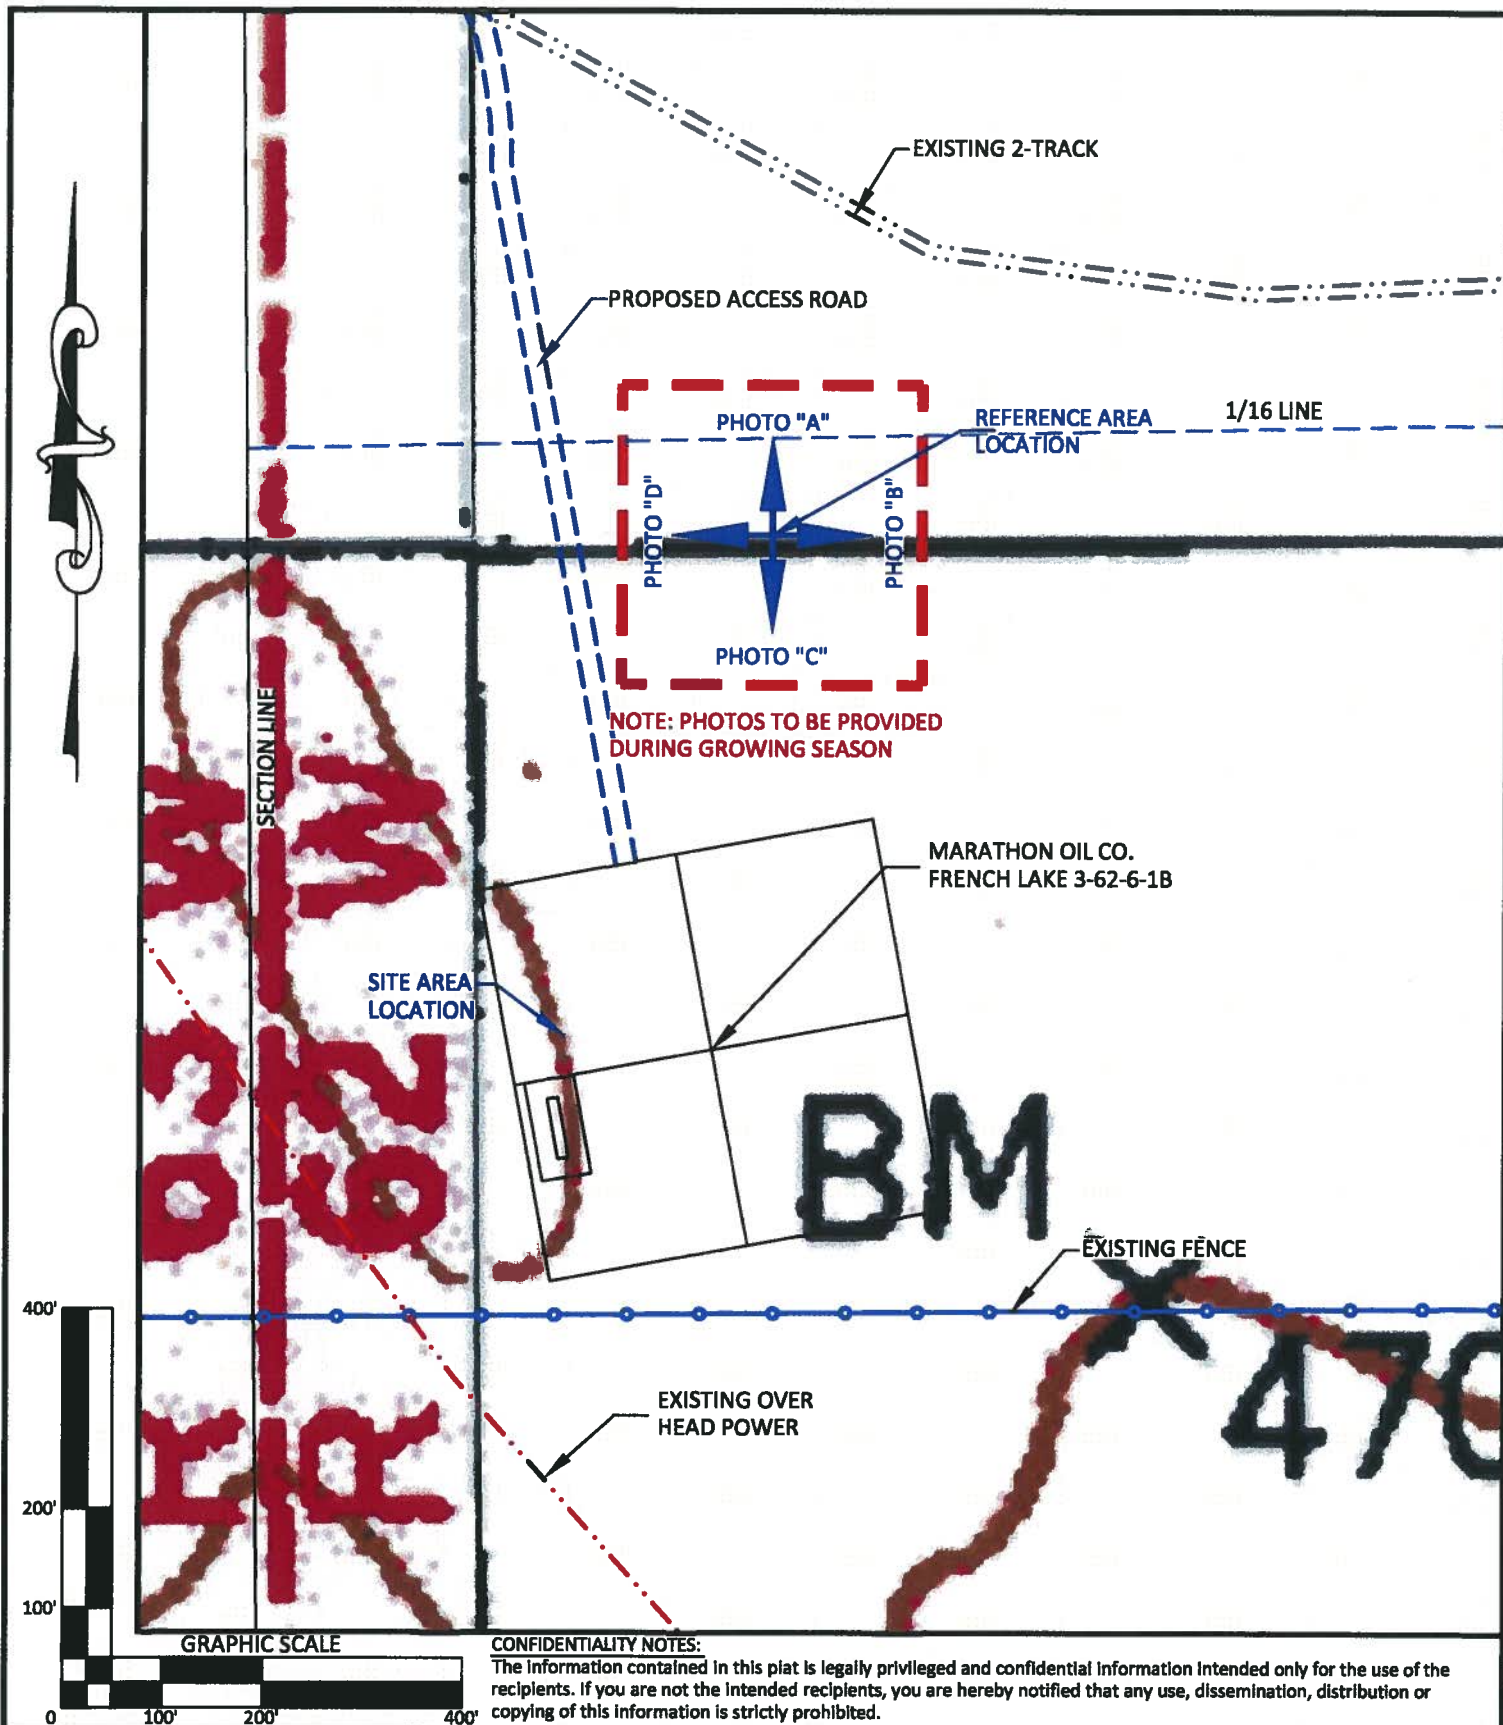 EXISTING 2-TRACK
PROPOSED ACCESS ROAD
1/16 LINE
REFERENCE AREA
LOCATION
PHOTO "A"
PHOTO "D"
PHOTO "B"
PHOTO "C"
NOTE: PHOTOS TO BE PROVIDED
DURING GROWING SEASON
SECTION LINE
MARATHON OIL CO.
FRENCH LAKE 3-62-6-1B
SITE AREA
LOCATION
BM
EXISTING FENCE
EXISTING OVER
HEAD POWER
R 62 W
400'
200'
100'
GRAPHIC SCALE
0 100' 200' 400'
CONFIDENTIALITY NOTES:
The information contained in this plat is legally privileged and confidential information intended only for the use of the
recipients. If you are not the intended recipients, you are hereby notified that any use, dissemination, distribution or
copying of this information is strictly prohibited.